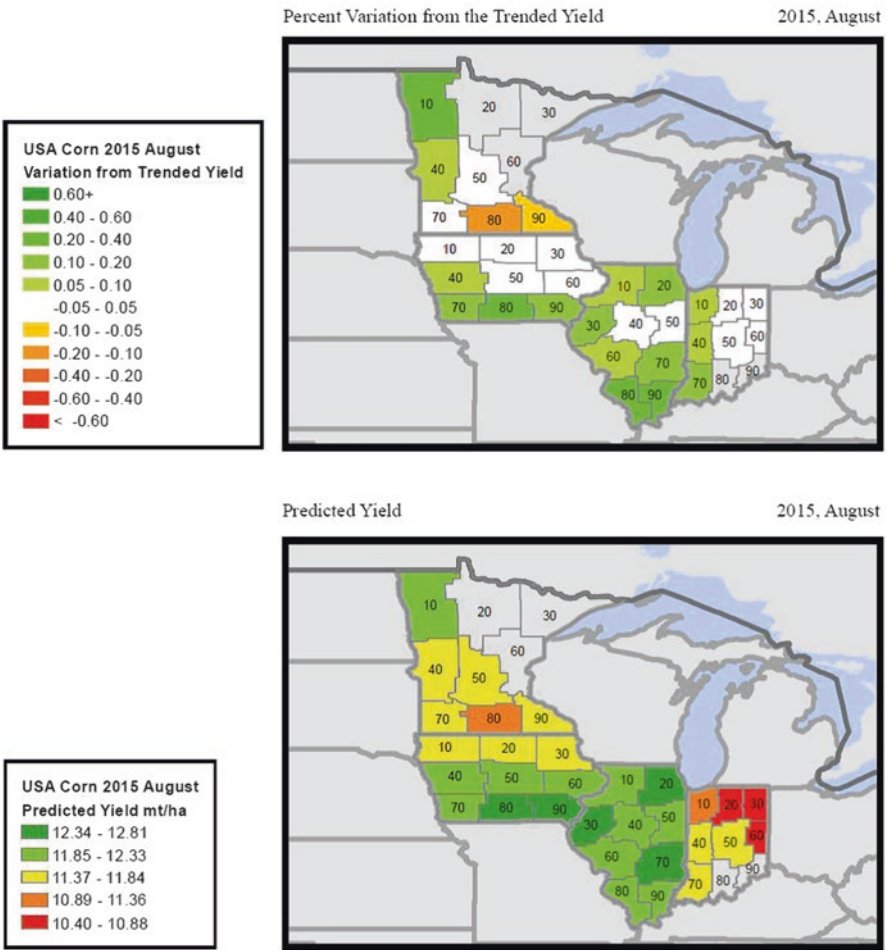 Percent Variation from the Trended Yield 2015, August
USA Corn 2015 August
Variation from Trended Yield
0.60+
0.40 - 0.60
0.20 - 0.40
0.10 - 0.20
0.05 - 0.10
-0.05 - 0.05
-0.10 - -0.05
-0.20 - -0.10
-0.40 - -0.20
-0.60 - -0.40
< -0.60
10 20 30
40 50 60
70 80 90
10 20 30
40 50 60
70 80 90
10 20
30 40 50
60 70
80 90
10 20 30
40 50 60
70 80 90
Predicted Yield 2015, August
USA Corn 2015 August
Predicted Yield mt/ha
12.34 - 12.81
11.85 - 12.33
11.37 - 11.84
10.89 - 11.36
10.40 - 10.88
10 20 30
40 50 60
70 80 90
10 20 30
40 50 60
70 80 90
10 20
30 40 50
60 70
80 90
10 20 30
40 50 60
70 80 90